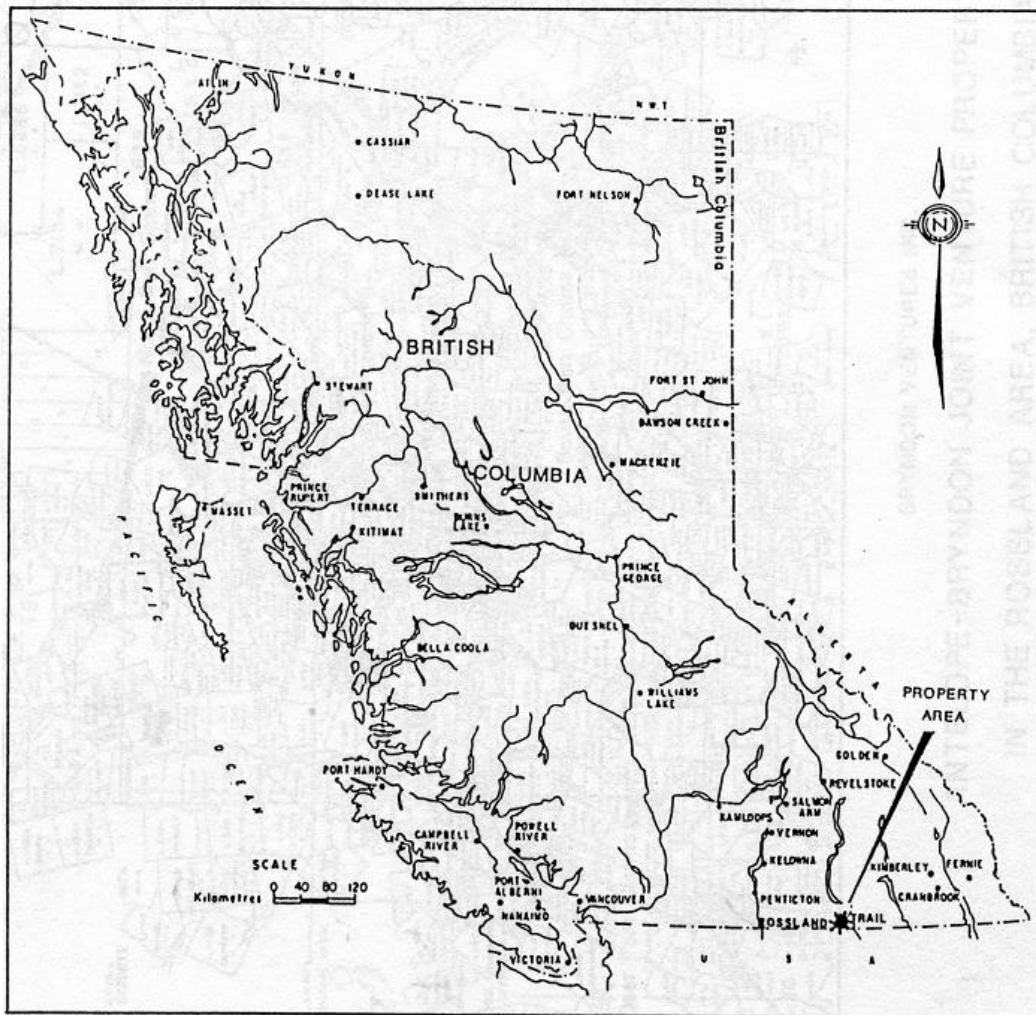 YUKON
N.W.T
ATLIN
CASSIAR
British Columbia
DEASE LAKE
FORT NELSON
N
BRITISH
STEWART
FORT ST JOHN
DAWSON CREEK
MACKENZIE
COLUMBIA
PRINCE
RUPERT
SMITHERS
TERRACE
MASSET
BURNS
LAKE
KITIMAT
PACIFIC
PRINCE
GEORGE
QUESNEL
ALBERTA
BELLA COOLA
WILLIAMS
LAKE
PROPERTY
AREA
OCEAN
GOLDEN
PORT HARDY
REVELSTOKE
SALMON
ARM
KAMLOOPS
POWELL
RIVER
CAMPBELL
RIVER
VERNON
SCALE
KELOWNA
KIMBERLEY
FERNIE
Kilometres 0 40 80 120
PORT
ALBERNI
VANCOUVER
PENTICTON
CRANBROOK
NANAIMO
ROSSLAND
TRAIL
VICTORIA
U S A